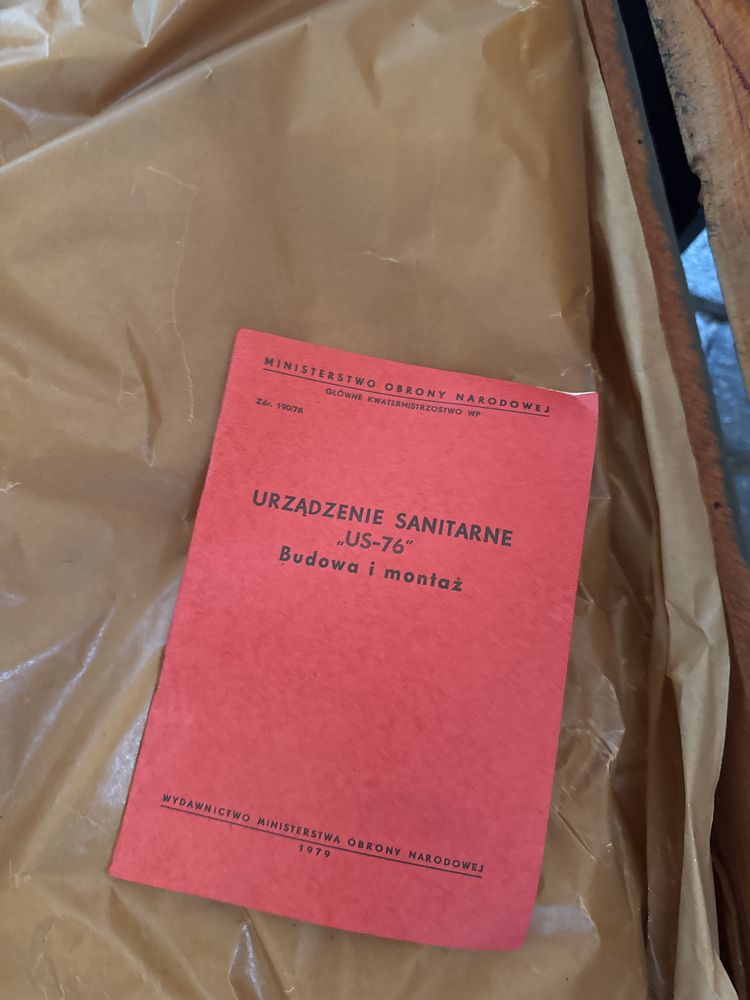 MINISTERSTWO OBRONY NARODOWEJ
GŁÓWNE KWATERMISTRZOSTWO WP
Zdr. 190/78
URZĄDZENIE SANITARNE
„US-76”
Budowa i montaż
WYDAWNICTWO MINISTERSTWA OBRONY NARODOWEJ
1979